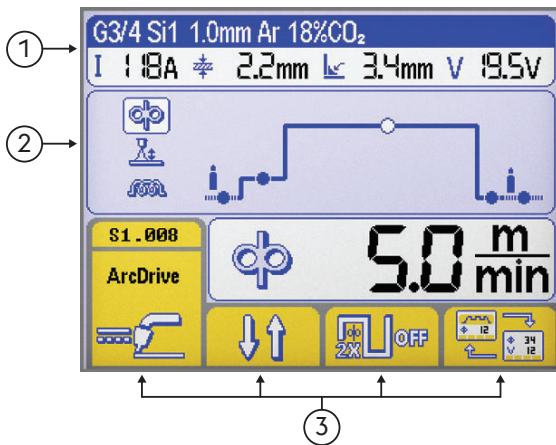 G3/4 Si1 1.0mm Ar 18%CO₂
1
I 118A 2.2mm 3.4mm V 19.5V
2
S1.008
5.0 m/min
ArcDrive
2X OFF
12
34
V 12
3